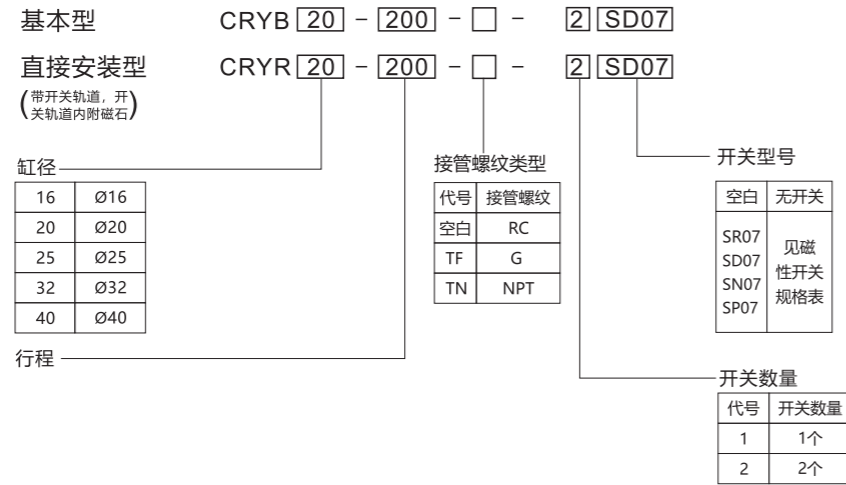 基本型 CRYB 20 - 200 - □ - 2 SD07
直接安装型 CRYR 20 - 200 - □ - 2 SD07
(带开关轨道，开
关轨道内附磁石)
缸径
16 Ø16
20 Ø20
25 Ø25
32 Ø32
40 Ø40
行程
接管螺纹类型
代号 接管螺纹
空白 RC
TF G
TN NPT
开关型号
空白 无开关
SR07
SD07
SN07
SP07
见磁
性开关
规格表
开关数量
代号 开关数量
1 1个
2 2个